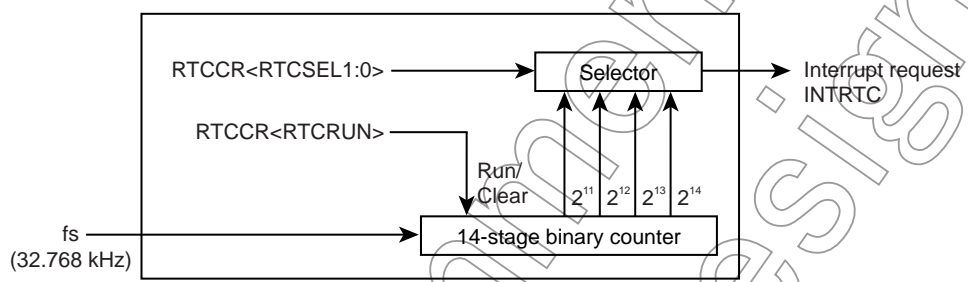 RTCCR<RTCSEL1:0>
Selector
Interrupt request
INTRTC
RTCCR<RTCRUN>
Run/
Clear
2¹¹ 2¹² 2¹³ 2¹⁴
fs
(32.768 kHz)
14-stage binary counter